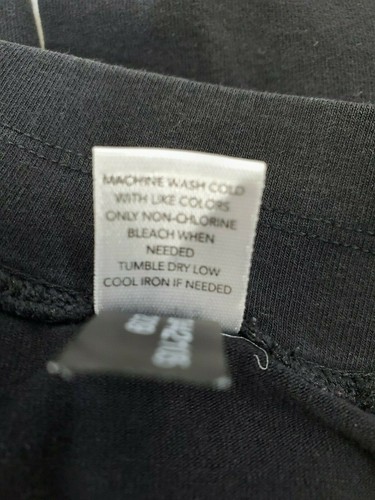 MACHINE WASH COLD
WITH LIKE COLORS
ONLY NON-CHLORINE
BLEACH WHEN
NEEDED
TUMBLE DRY LOW
COOL IRON IF NEEDED